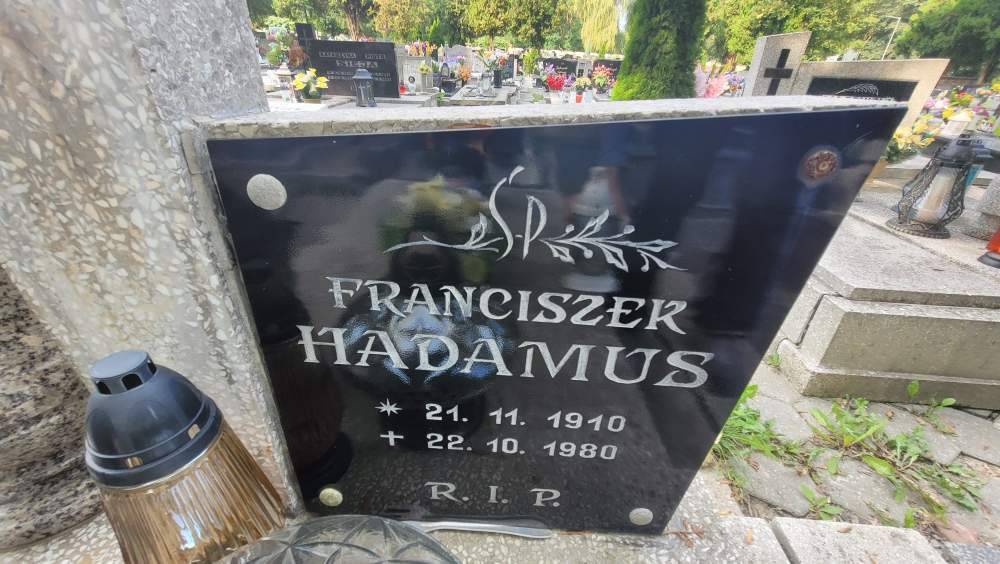 Ś.P.
FRANCISZEK
HADAMUS
* 21. 11. 1910
+ 22. 10. 1980
R. I. P.